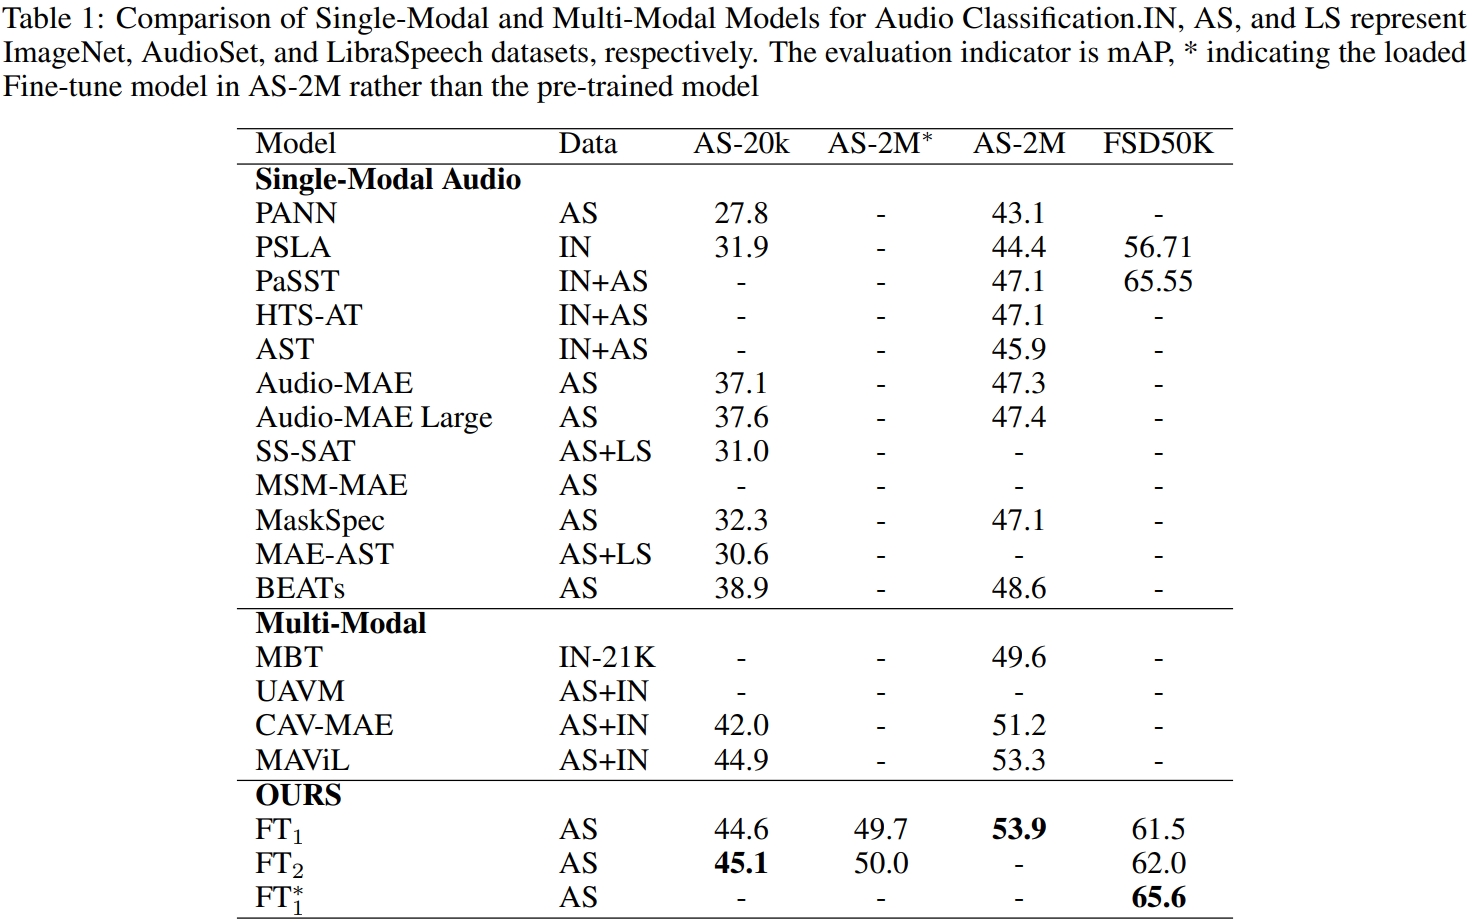 Table 1: Comparison of Single-Modal and Multi-Modal Models for Audio Classification.IN, AS, and LS represent
ImageNet, AudioSet, and LibraSpeech datasets, respectively. The evaluation indicator is mAP, * indicating the loaded
Fine-tune model in AS-2M rather than the pre-trained model
Model Data AS-20k AS-2M* AS-2M FSD50K
Single-Modal Audio
PANN AS 27.8 - 43.1 -
PSLA IN 31.9 - 44.4 56.71
PaSST IN+AS - - 47.1 65.55
HTS-AT IN+AS - - 47.1 -
AST IN+AS - - 45.9 -
Audio-MAE AS 37.1 - 47.3 -
Audio-MAE Large AS 37.6 - 47.4 -
SS-SAT AS+LS 31.0 - - -
MSM-MAE AS - - - -
MaskSpec AS 32.3 - 47.1 -
MAE-AST AS+LS 30.6 - - -
BEATs AS 38.9 - 48.6 -
Multi-Modal
MBT IN-21K - - 49.6 -
UAVM AS+IN - - - -
CAV-MAE AS+IN 42.0 - 51.2 -
MAViL AS+IN 44.9 - 53.3 -
OURS
FT₁ AS 44.6 49.7 53.9 61.5
FT₂ AS 45.1 50.0 - 62.0
FT₁* AS - - - 65.6